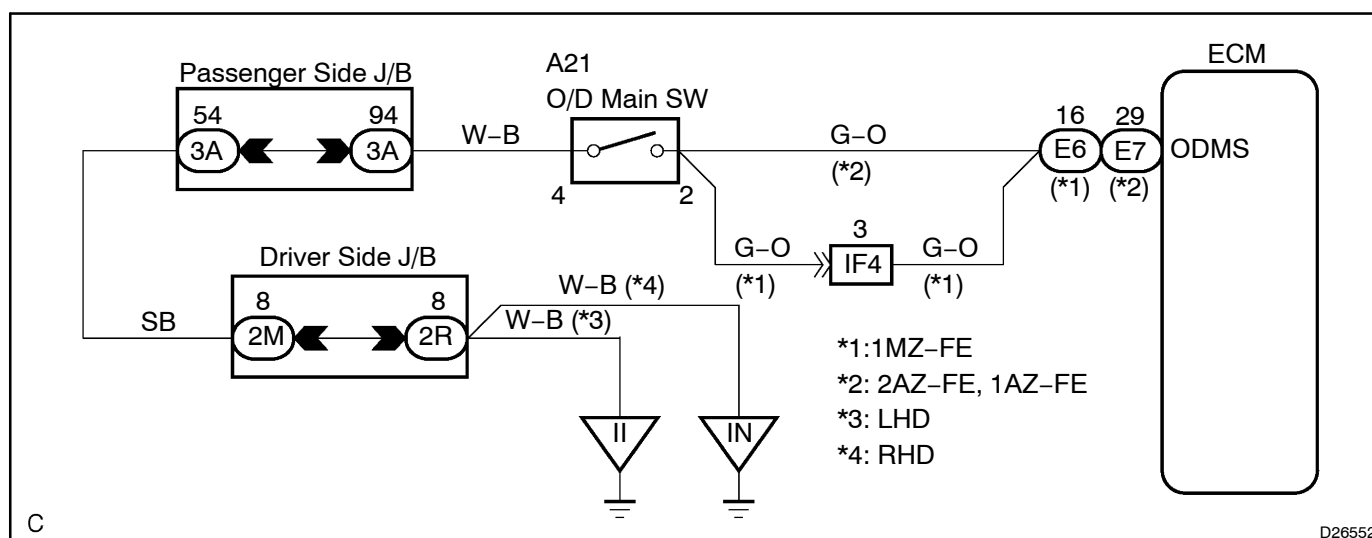 Passenger Side J/B
54
3A
94
3A
W−B
A21
O/D Main SW
4
2
G−O
(*2)
G−O
(*1)
3
IF4
G−O
(*1)
16
E6
(*1)
29
E7
(*2)
ECM
ODMS
Driver Side J/B
SB
8
2M
8
2R
W−B (*4)
W−B (*3)
II
IN
*1:1MZ−FE
*2: 2AZ−FE, 1AZ−FE
*3: LHD
*4: RHD
C
D26552